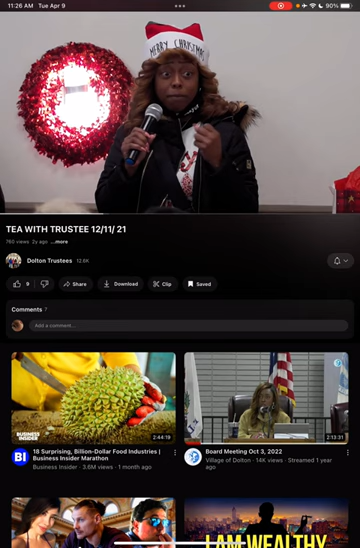 11:26 AM Tue Apr 9
90%
MERRY CHRISTMAS
TEA WITH TRUSTEE 12/11/ 21
760 views 2y ago ...more
Dolton Trustees 12.6K
9
Share
Download
Clip
Saved
Comments 7
Add a comment...
BUSINESS
INSIDER
2:44:19
2:13:31
BI
18 Surprising, Billion-Dollar Food Industries |
Business Insider Marathon
Business Insider · 3.6M views · 1 month
ago
Board Meeting Oct 3, 2022
Village of Dolton · 14K views · Streamed 1 year
ago
I AM WEALTHY